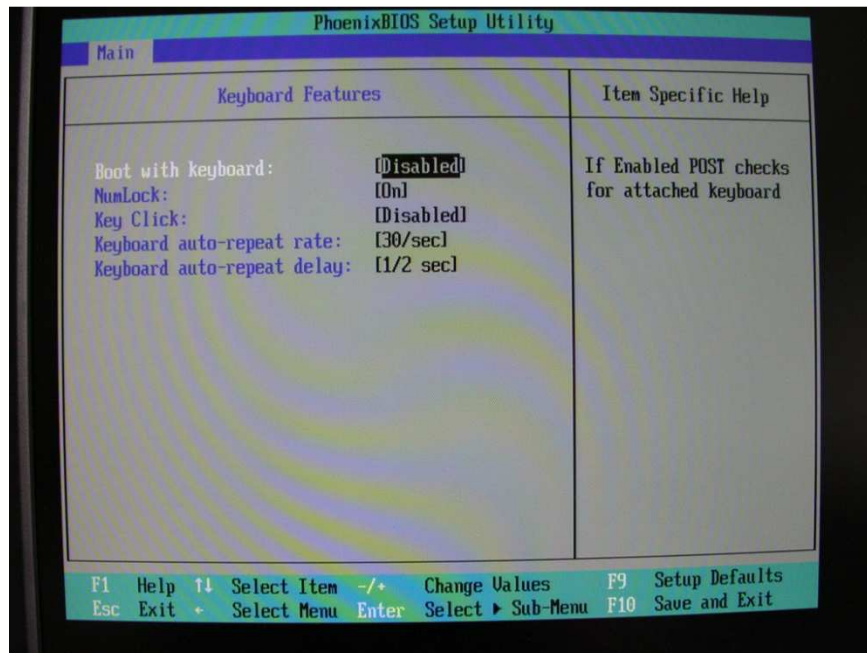 PhoenixBIOS Setup Utility
Main
Keyboard Features
Item Specific Help
Boot with keyboard: [Disabled]
NumLock: [On]
Key Click: [Disabled]
Keyboard auto-repeat rate: [30/sec]
Keyboard auto-repeat delay: [1/2 sec]
If Enabled POST checks
for attached keyboard
F1 Help ↑↓ Select Item -/+ Change Values F9 Setup Defaults
Esc Exit ← Select Menu Enter Select ▶ Sub-Menu F10 Save and Exit